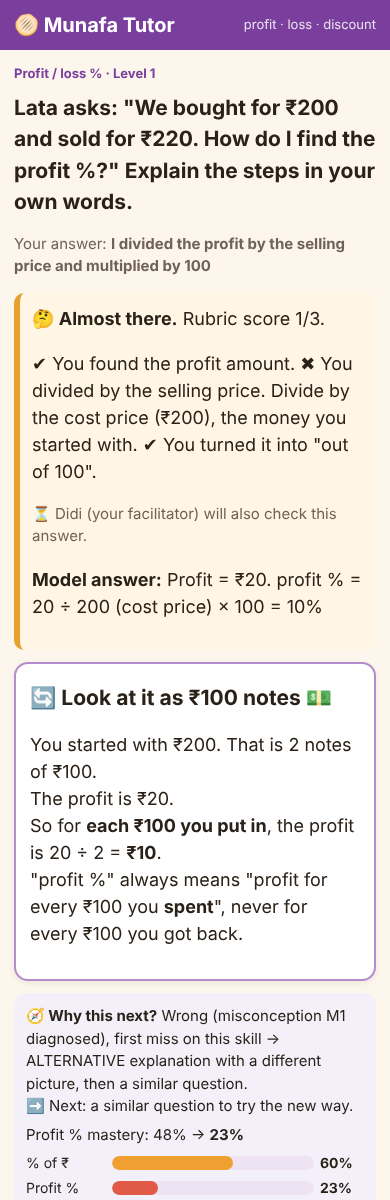 Munafa Tutor
profit · loss · discount
Profit / loss % · Level 1
Lata asks: "We bought for ₹200
and sold for ₹220. How do I find the
profit %?" Explain the steps in your
own words.
Your answer: I divided the profit by the selling
price and multiplied by 100
🤔 Almost there. Rubric score 1/3.
✔ You found the profit amount. ✖ You
divided by the selling price. Divide by
the cost price (₹200), the money you
started with. ✔ You turned it into "out
of 100".
⏳ Didi (your facilitator) will also check this
answer.
Model answer: Profit = ₹20. profit % =
20 ÷ 200 (cost price) × 100 = 10%
🔄 Look at it as ₹100 notes 💵
You started with ₹200. That is 2 notes
of ₹100.
The profit is ₹20.
So for each ₹100 you put in, the profit
is 20 ÷ 2 = ₹10.
"profit %" always means "profit for
every ₹100 you spent", never for
every ₹100 you got back.
🧭 Why this next? Wrong (misconception M1
diagnosed), first miss on this skill →
ALTERNATIVE explanation with a different
picture, then a similar question.
➡️ Next: a similar question to try the new way.
Profit % mastery: 48% → 23%
% of ₹ 60%
Profit % 23%